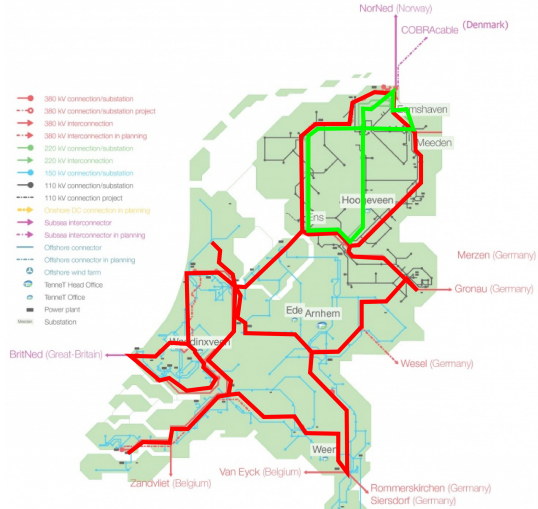 NorNed (Norway)
COBRAcable (Denmark)
380 kV connection/substation
380 kV connection/substation project
380 kV interconnection
380 kV interconnection in planning
220 kV connection/substation
220 kV interconnection
150 kV connection/substation
110 kV connection/substation
110 kV connection project
Onshore DC connection in planning
Subsea interconnector
Subsea interconnector in planning
Offshore connector
Offshore connector in planning
Offshore wind farm
TenneT Head Office
TenneT Office
Power plant
Substation
Meeden
Ens
Merzen (Germany)
Gronau (Germany)
Ede
Arnhem
BritNed (Great-Britain)
Wesel (Germany)
Weer
Van Eyck (Belgium)
Zandvliet (Belgium)
Rommerskirchen (Germany)
Siersdorf (Germany)